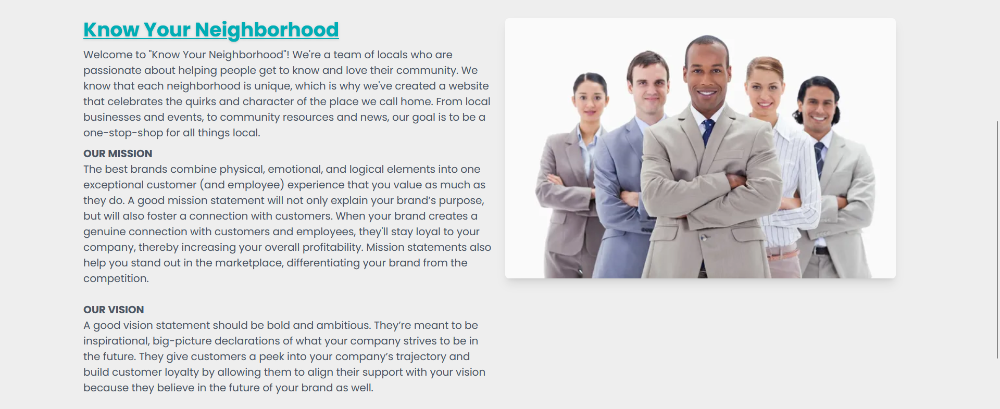 Know Your Neighborhood
Welcome to "Know Your Neighborhood"! We're a team of locals who are
passionate about helping people get to know and love their community. We
know that each neighborhood is unique, which is why we've created a website
that celebrates the quirks and character of the place we call home. From local
businesses and events, to community resources and news, our goal is to be a
one-stop-shop for all things local.
OUR MISSION
The best brands combine physical, emotional, and logical elements into one
exceptional customer (and employee) experience that you value as much as
they do. A good mission statement will not only explain your brand’s purpose,
but will also foster a connection with customers. When your brand creates a
genuine connection with customers and employees, they'll stay loyal to your
company, thereby increasing your overall profitability. Mission statements also
help you stand out in the marketplace, differentiating your brand from the
competition.
OUR VISION
A good vision statement should be bold and ambitious. They’re meant to be
inspirational, big-picture declarations of what your company strives to be in
the future. They give customers a peek into your company’s trajectory and
build customer loyalty by allowing them to align their support with your vision
because they believe in the future of your brand as well.